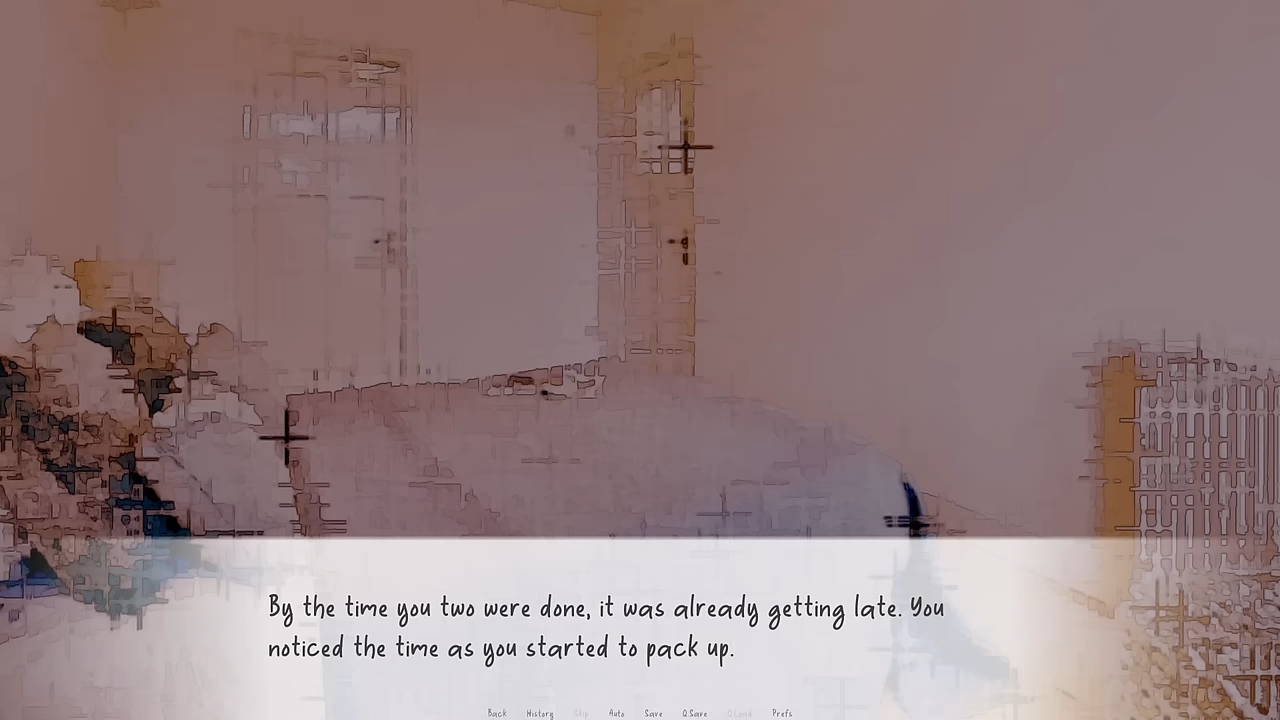 By the time you two were done, it was already getting late. You
noticed the time as you started to pack up.
Back History Skip Auto Save Q.Save Q.Load Prefs